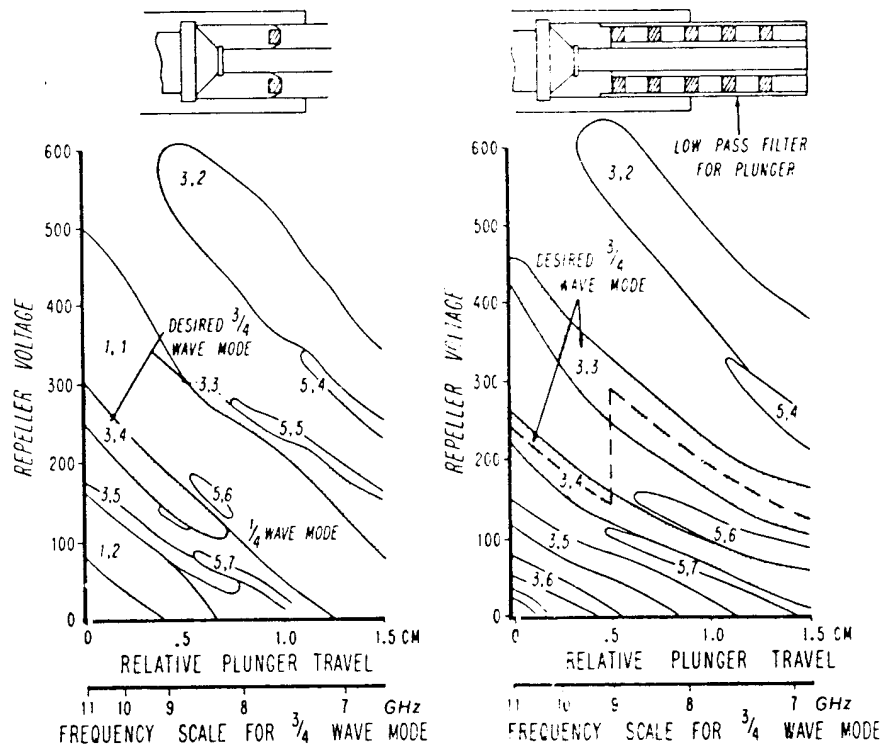 LOW PASS FILTER
FOR PLUNGER
600
500
400
300
200
100
0
REPELLER VOLTAGE
3,2
DESIRED 3/4
WAVE MODE
1,1
3,3
5,4
3,4
5,5
5,6
3,5
1/4 WAVE MODE
1,2
5,7
0
.5
1.0
1.5 CM
RELATIVE PLUNGER TRAVEL
11 10 9 8 7 GHz
FREQUENCY SCALE FOR 3/4 WAVE MODE
600
500
400
300
200
100
0
REPELLER VOLTAGE
3,2
DESIRED 3/4
WAVE MODE
3,3
5,4
3,4
5,6
3,5
5,7
3,6
0
.5
1.0
1.5 CM
RELATIVE PLUNGER TRAVEL
11 10 9 8 7 GHz
FREQUENCY SCALE FOR 3/4 WAVE MODE